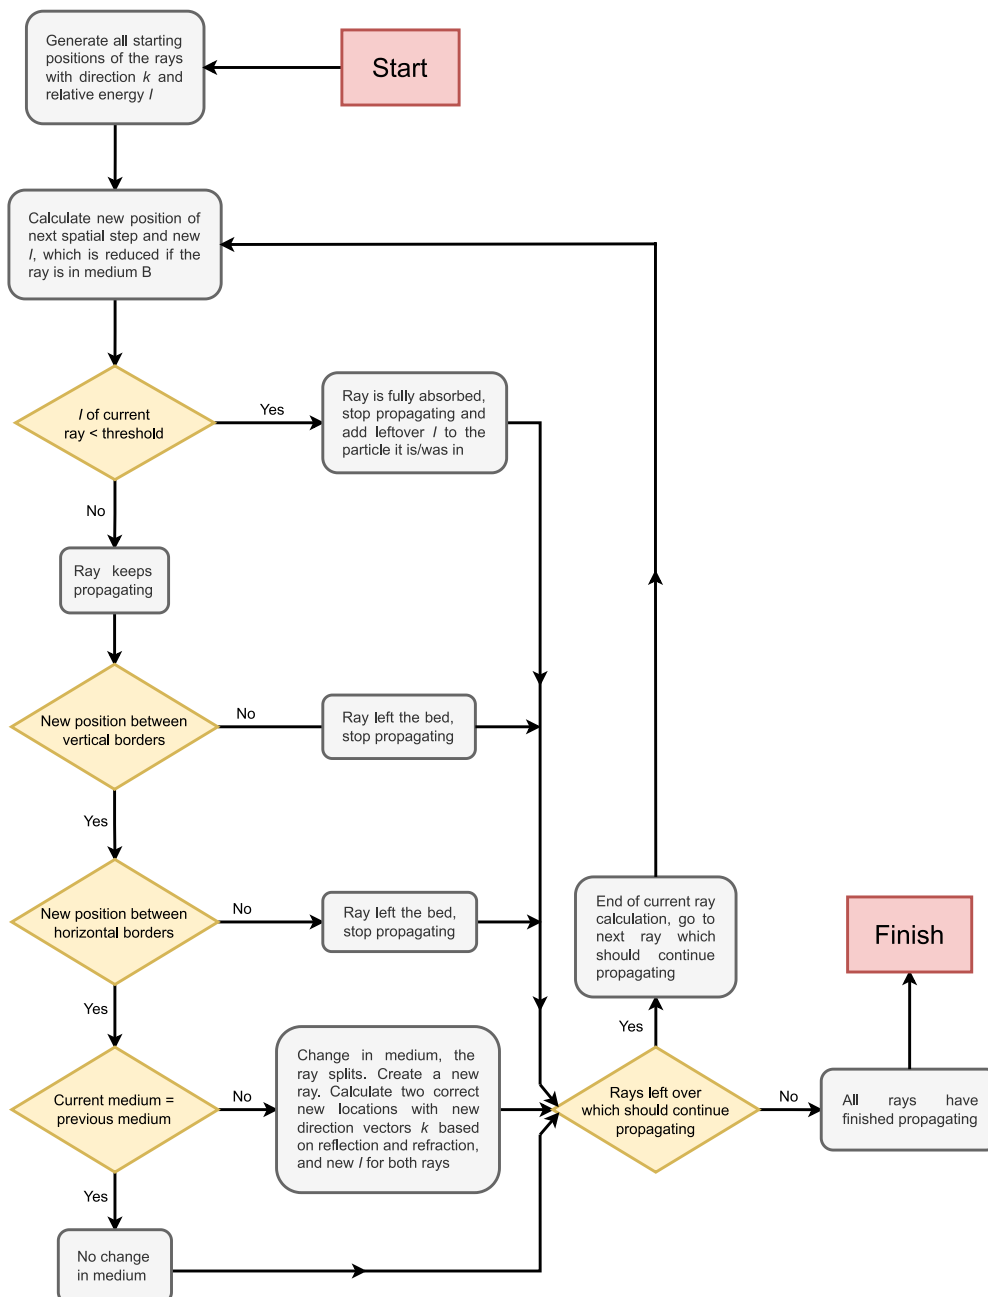 Start
Generate all starting
positions of the rays
with direction k and
relative energy I
Calculate new position of
next spatial step and new
I, which is reduced if the
ray is in medium B
I of current
ray < threshold
Yes
Ray is fully absorbed,
stop propagating and
add leftover I to the
particle it is/was in
No
Ray keeps
propagating
New position between
vertical borders
No
Ray left the bed,
stop propagating
Yes
New position between
horizontal borders
No
Ray left the bed,
stop propagating
Yes
Current medium =
previous medium
No
Change in medium, the
ray splits. Create a new
ray. Calculate two correct
new locations with new
direction vectors k based
on reflection and refraction,
and new I for both rays
Yes
No change
in medium
Rays left over
which should continue
propagating
Yes
End of current ray
calculation, go to
next ray which
should continue
propagating
No
All rays have
finished propagating
Finish